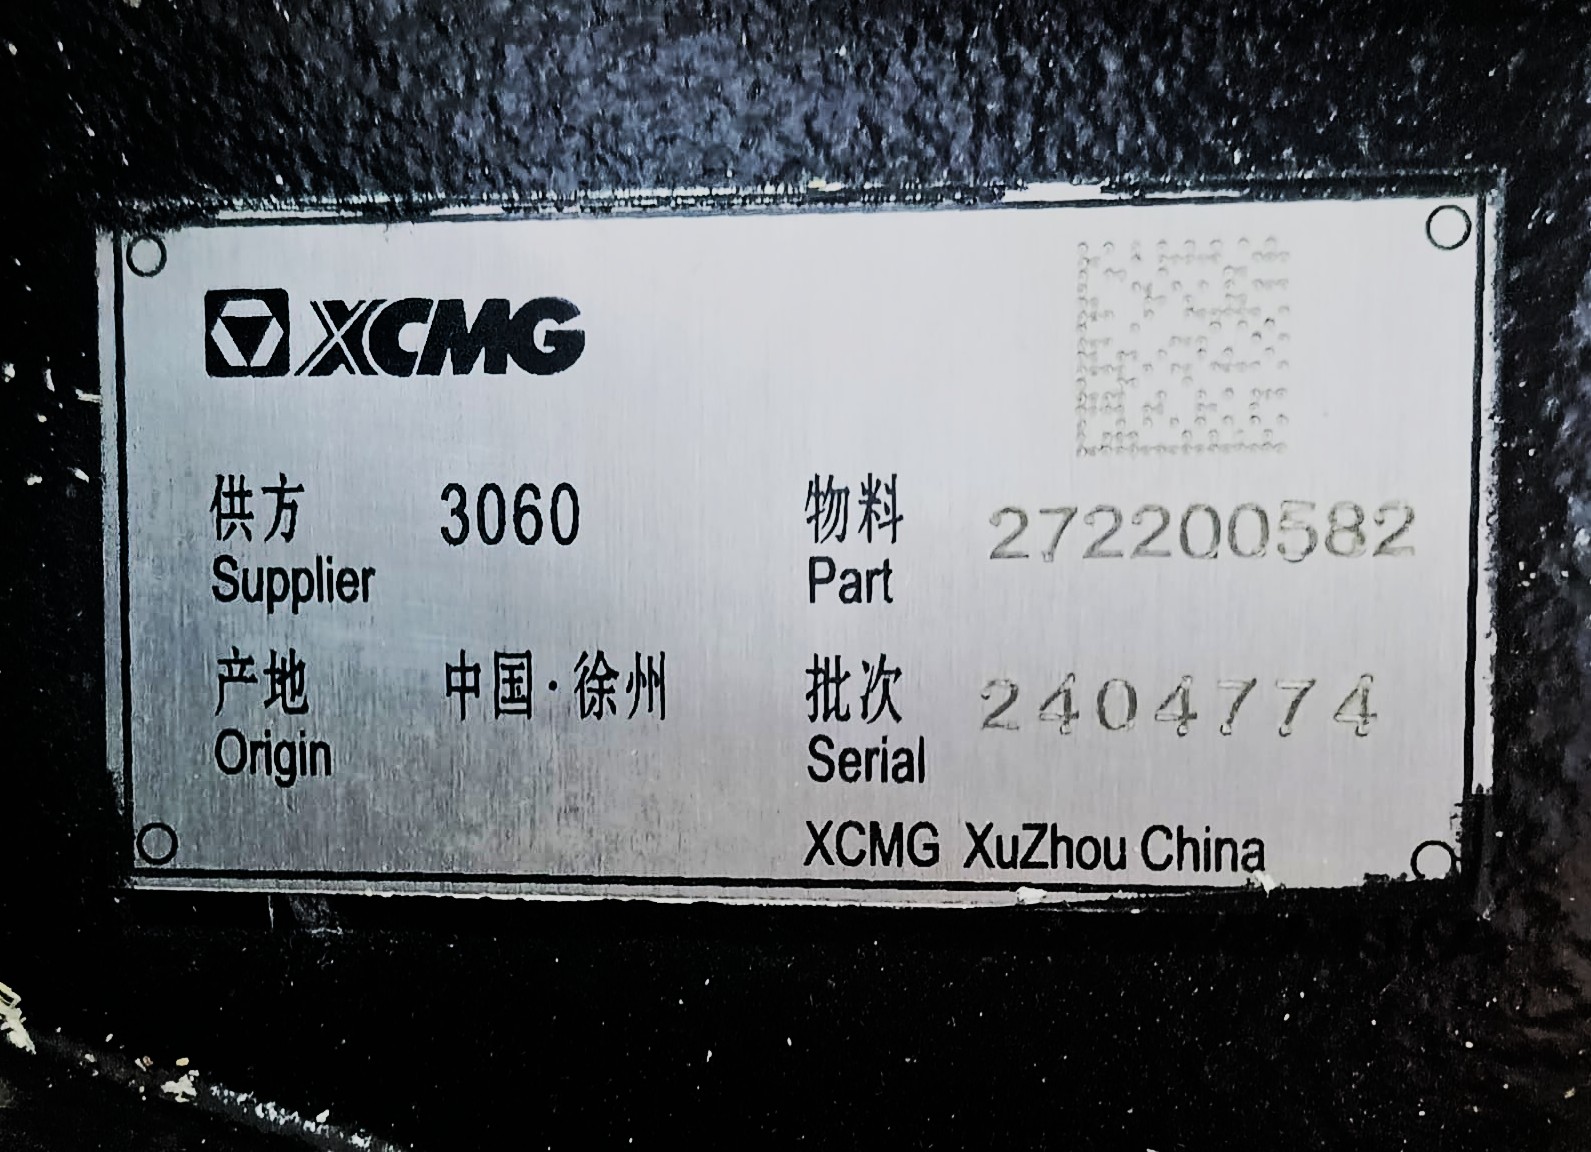 XCMG
供方 3060 物料 272200582
Supplier Part
产地 中国·徐州 批次 2404774
Origin Serial
XCMG XuZhou China